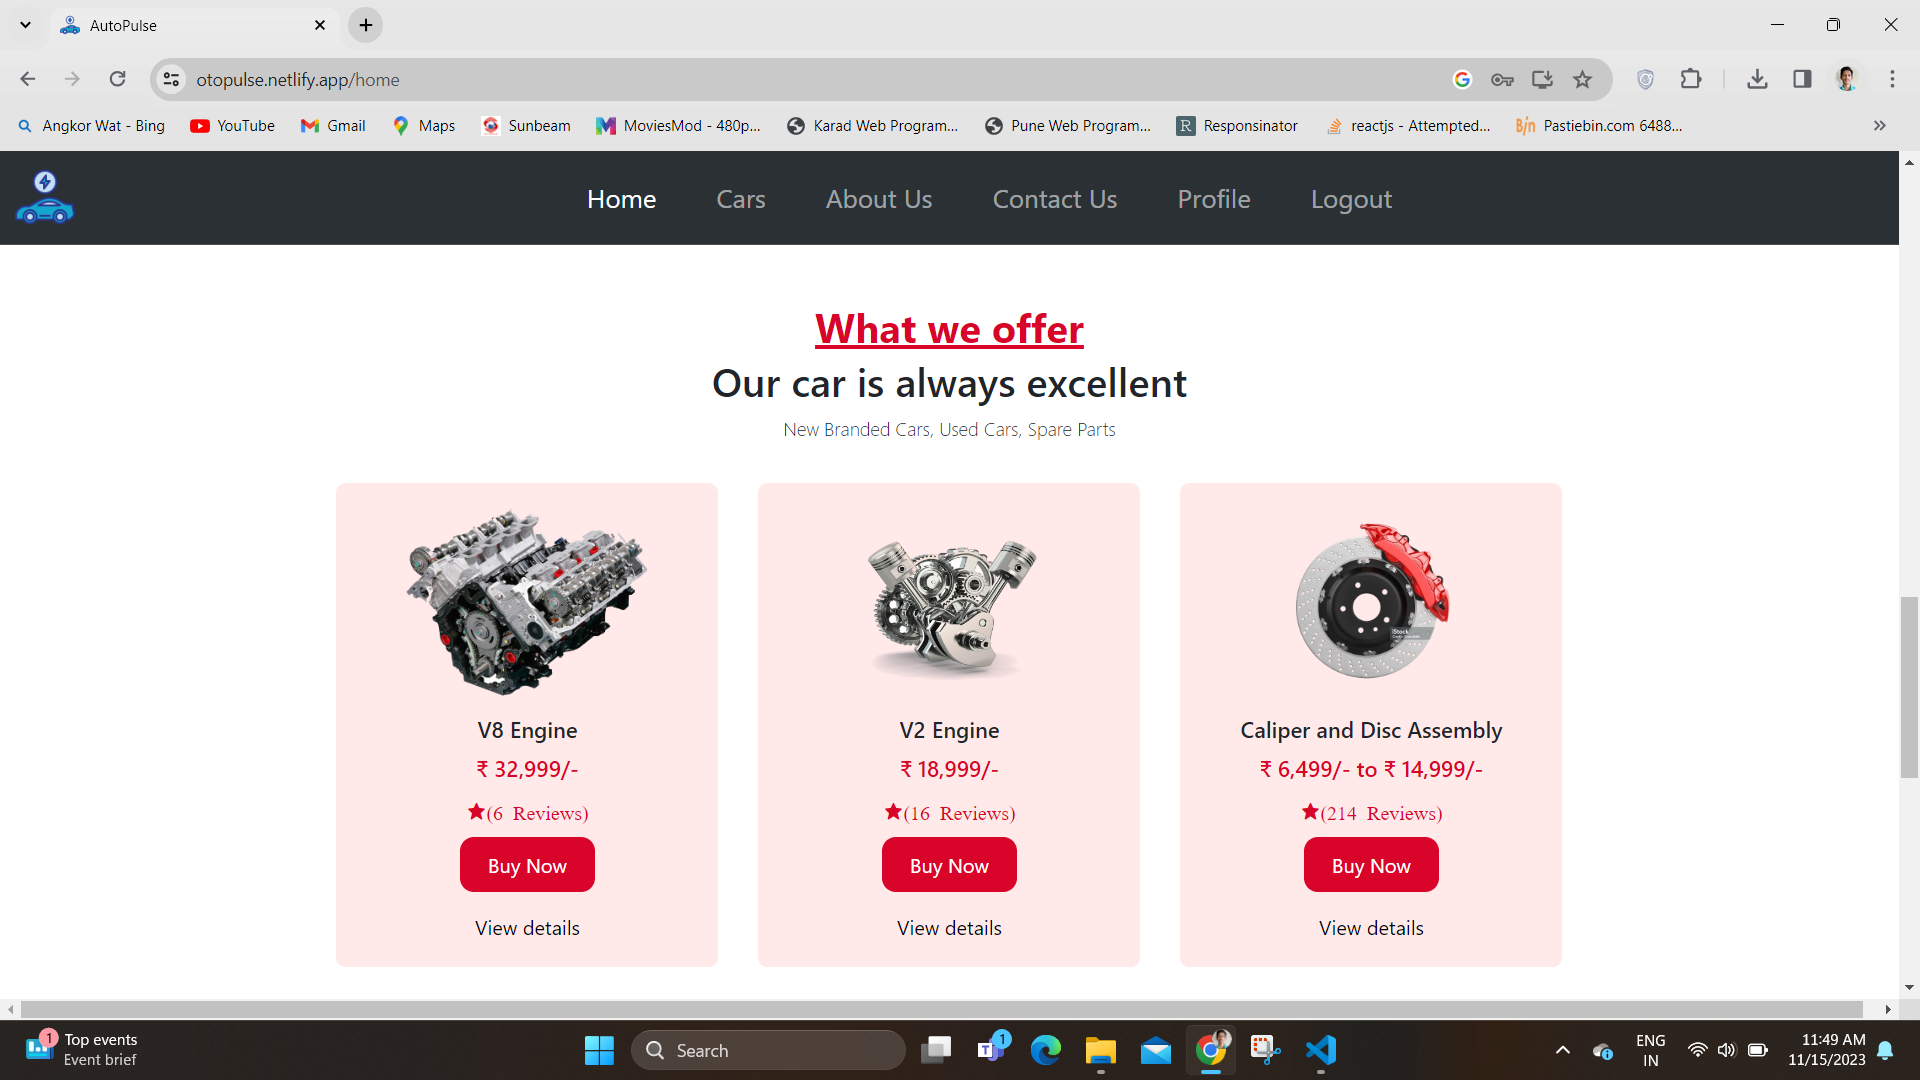 AutoPulse
otopulse.netlify.app/home
Angkor Wat - Bing YouTube Gmail Maps Sunbeam MoviesMod - 480p... Karad Web Program... Pune Web Program... R Responsinator reactjs - Attempted... Pastiebin.com 6488...
Home Cars About Us Contact Us Profile Logout
What we offer
Our car is always excellent
New Branded Cars, Used Cars, Spare Parts
iStock
V8 Engine V2 Engine Caliper and Disc Assembly
₹ 32,999/- ₹ 18,999/- ₹ 6,499/- to ₹ 14,999/-
(6 Reviews) (16 Reviews) (214 Reviews)
Buy Now Buy Now Buy Now
View details View details View details
1 Top events
Event brief
Search
1
ENG
IN
11:49 AM
11/15/2023